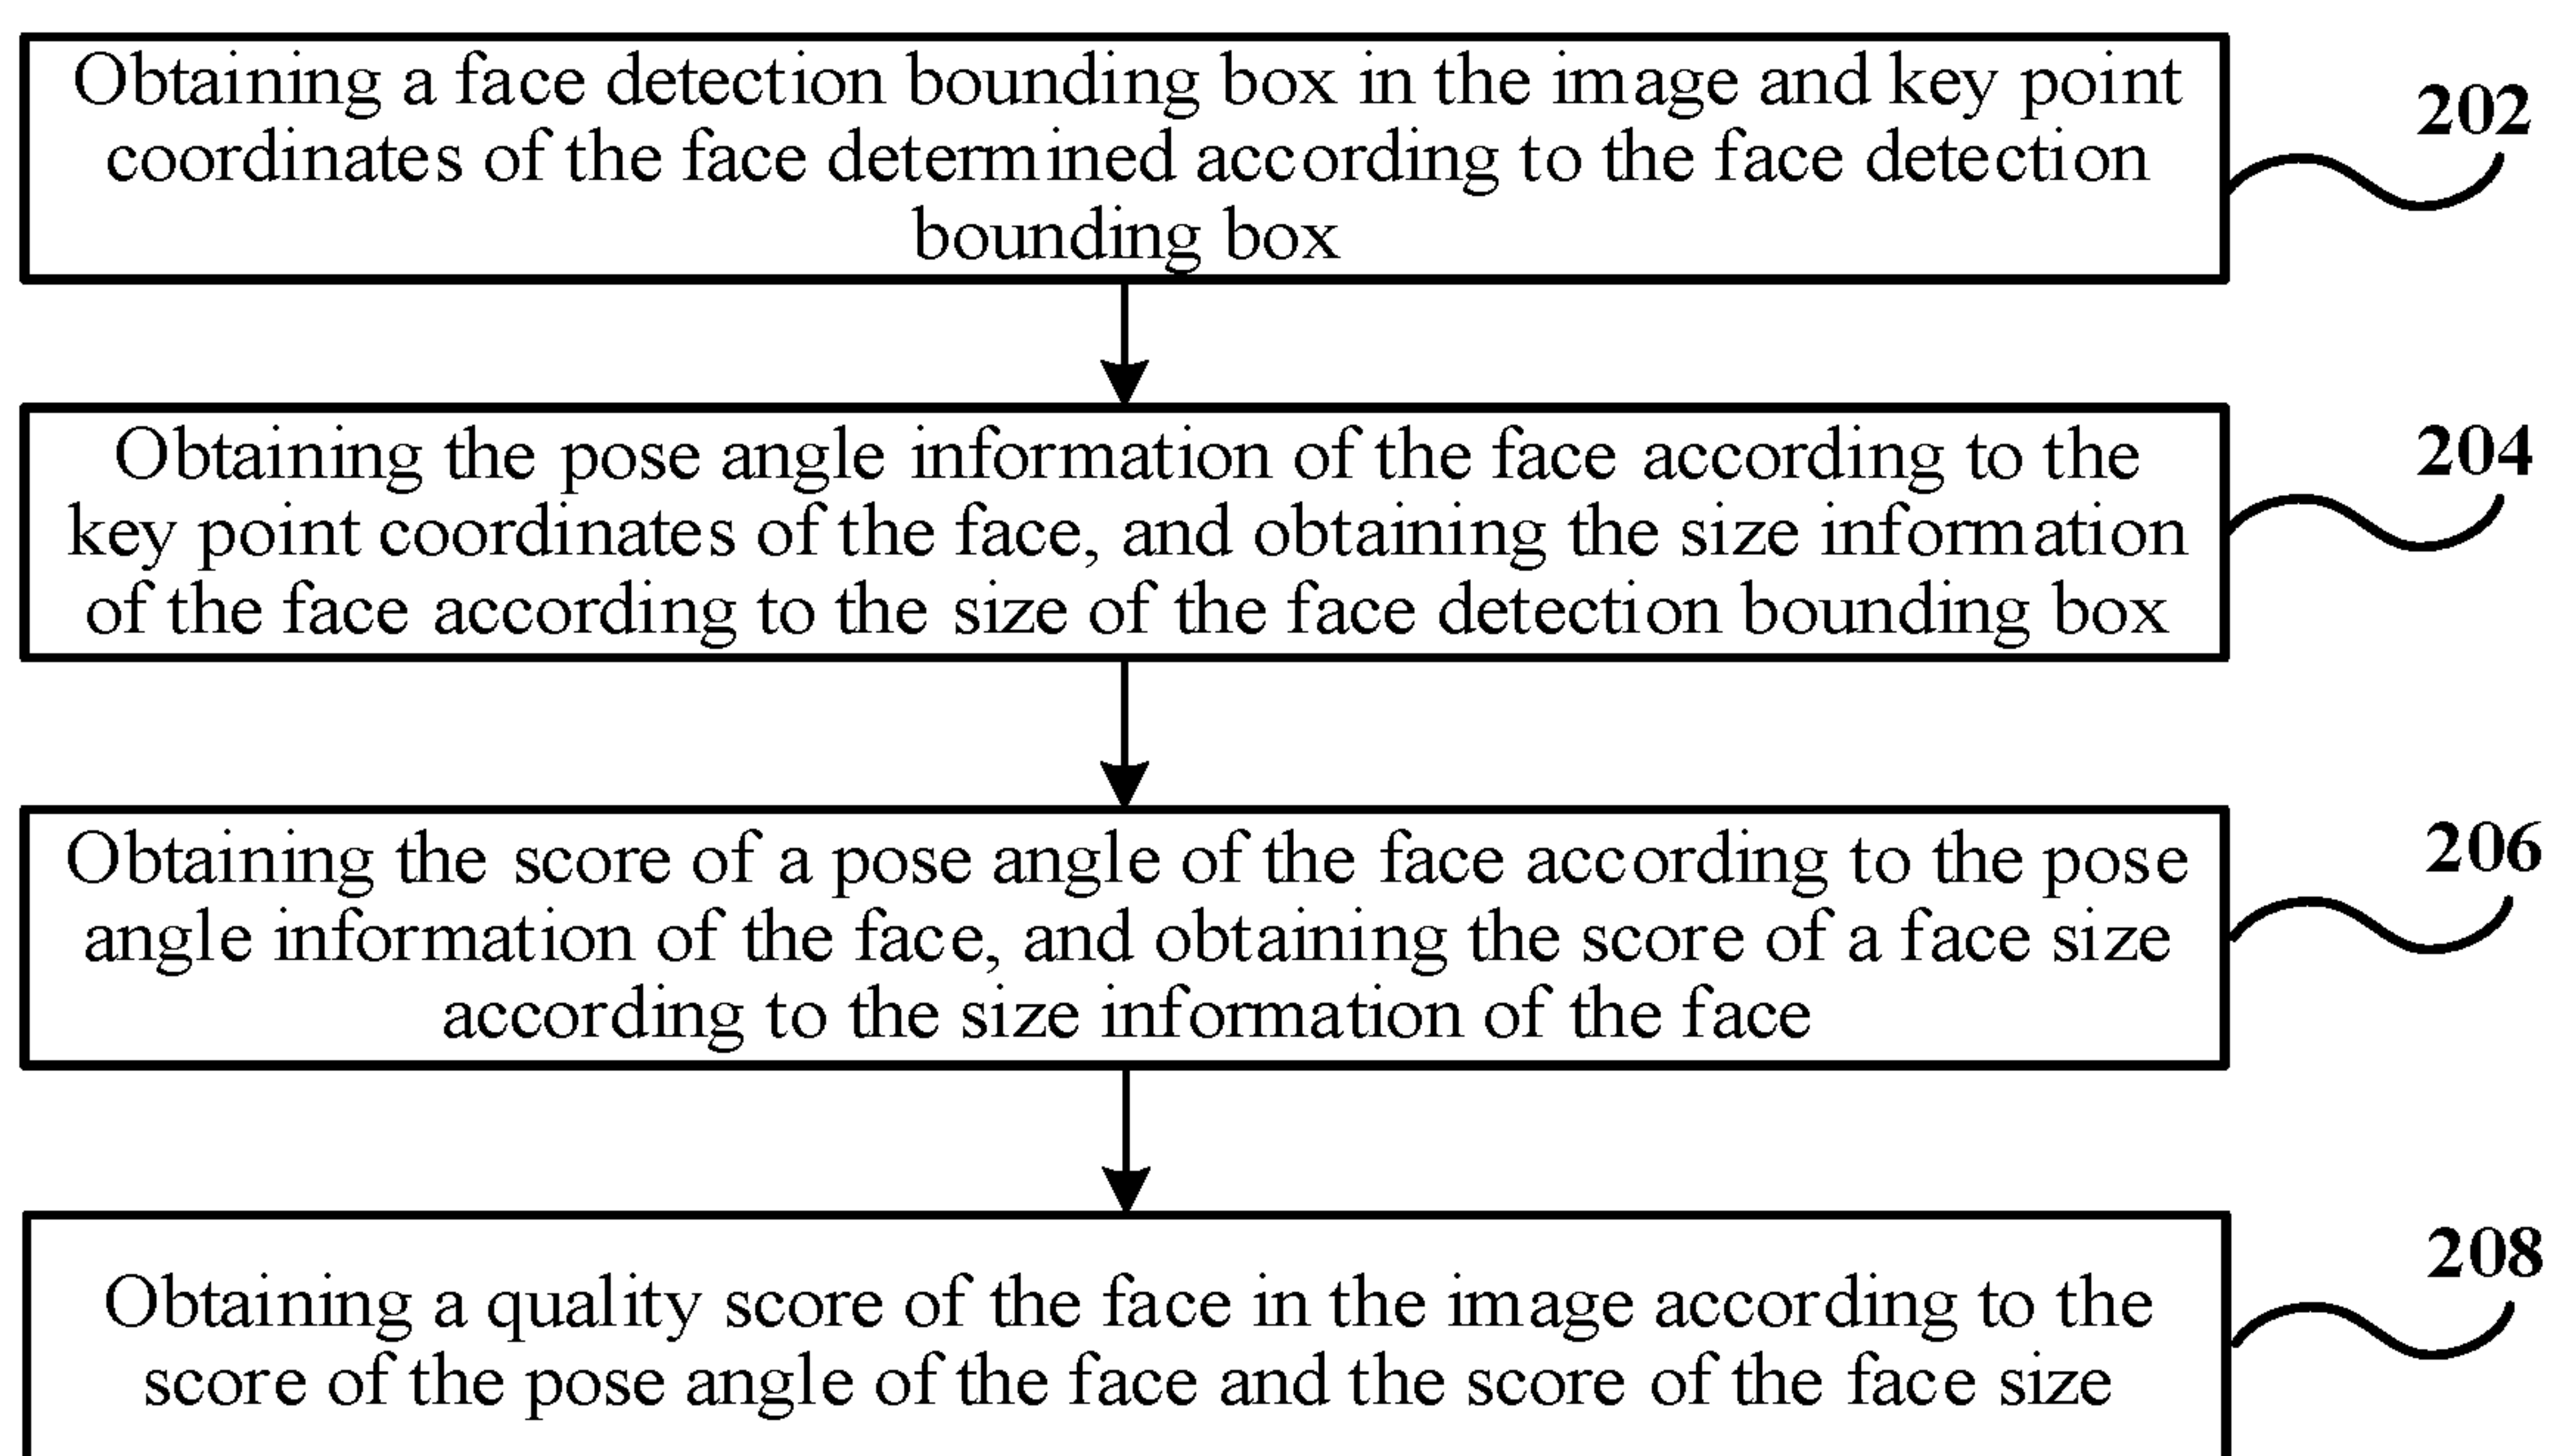 Obtaining a face detection bounding box in the image and key point
coordinates of the face determined according to the face detection
bounding box
202
Obtaining the pose angle information of the face according to the
key point coordinates of the face, and obtaining the size information
of the face according to the size of the face detection bounding box
204
Obtaining the score of a pose angle of the face according to the pose
angle information of the face, and obtaining the score of a face size
according to the size information of the face
206
Obtaining a quality score of the face in the image according to the
score of the pose angle of the face and the score of the face size
208